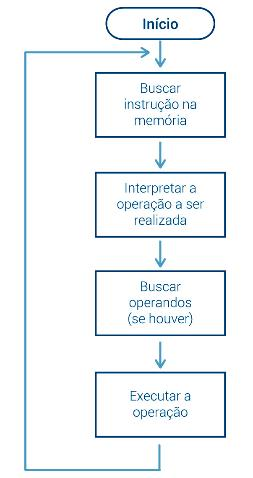 Início
Buscar
instrução na
memória
Interpretar a
operação a ser
realizada
Buscar
operandos
(se houver)
Executar a
operação